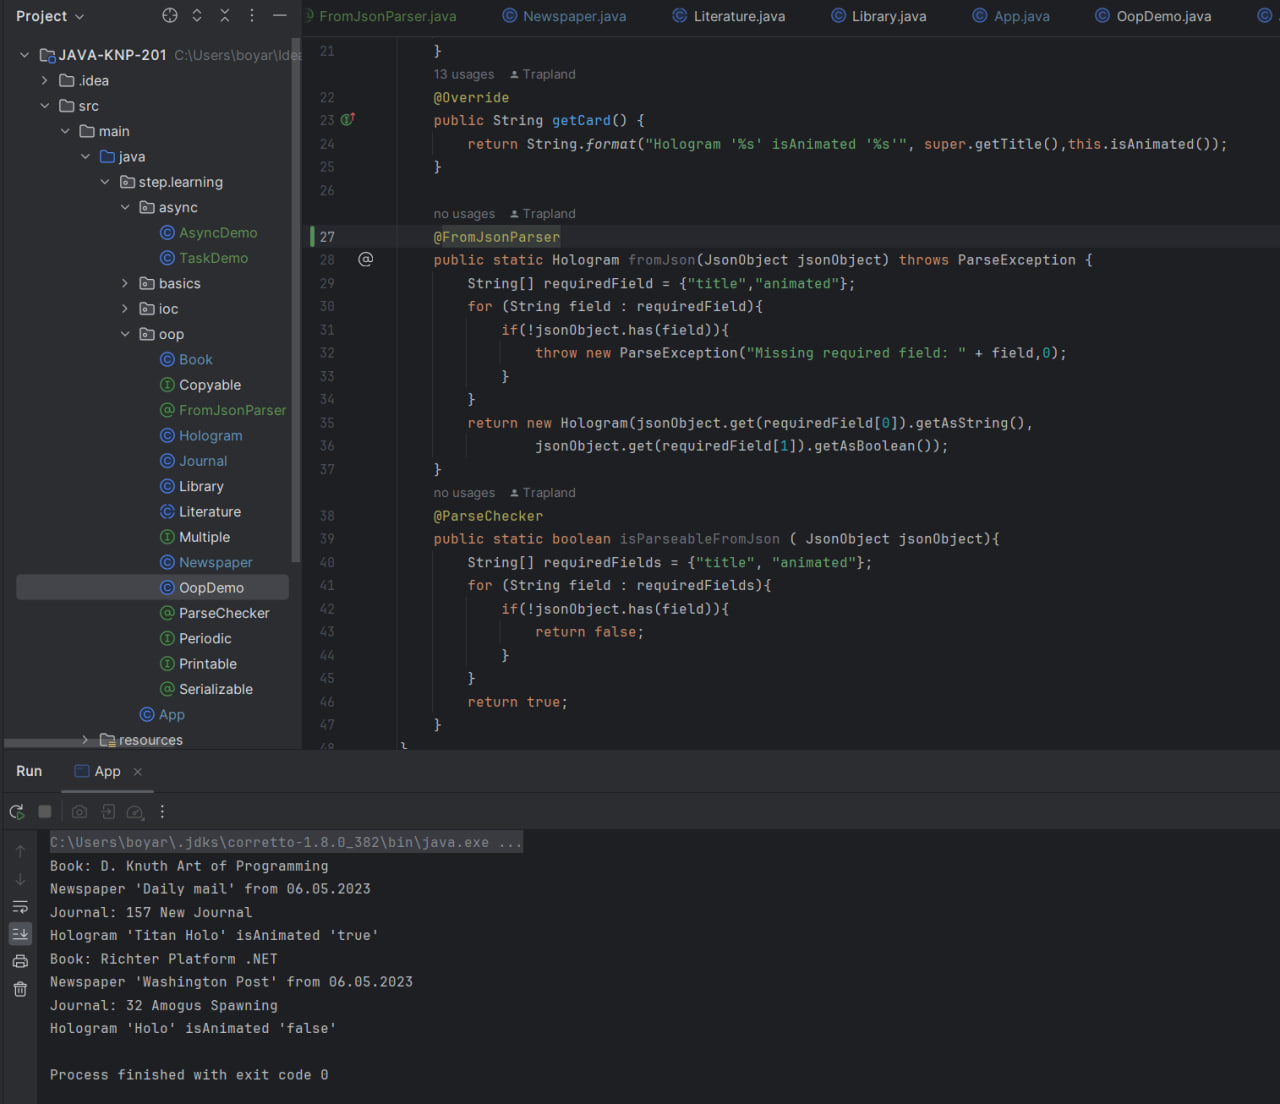 Project
FromJsonParser.java
Newspaper.java
Literature.java
Library.java
App.java
OopDemo.java
JAVA-KNP-201 C:\Users\boyar\Idea
.idea
src
main
java
step.learning
async
AsyncDemo
TaskDemo
basics
ioc
oop
Book
Copyable
FromJsonParser
Hologram
Journal
Library
Literature
Multiple
Newspaper
OopDemo
ParseChecker
Periodic
Printable
Serializable
App
resources
21 }
13 usages Trapland
22 @Override
23 public String getCard() {
24 return String.format("Hologram '%s' isAnimated '%s'", super.getTitle(),this.isAnimated());
25 }
26
no usages Trapland
27 @FromJsonParser
28 public static Hologram fromJson(JsonObject jsonObject) throws ParseException {
29 String[] requiredField = {"title","animated"};
30 for (String field : requiredField){
31 if(!jsonObject.has(field)){
32 throw new ParseException("Missing required field: " + field,0);
33 }
34 }
35 return new Hologram(jsonObject.get(requiredField[0]).getAsString(),
36 jsonObject.get(requiredField[1]).getAsBoolean());
37 }
no usages Trapland
38 @ParseChecker
39 public static boolean isParseableFromJson ( JsonObject jsonObject){
40 String[] requiredFields = {"title", "animated"};
41 for (String field : requiredFields){
42 if(!jsonObject.has(field)){
43 return false;
44 }
45 }
46 return true;
47 }
48 }
Run App
C:\Users\boyar\.jdks\corretto-1.8.0_382\bin\java.exe ...
Book: D. Knuth Art of Programming
Newspaper 'Daily mail' from 06.05.2023
Journal: 157 New Journal
Hologram 'Titan Holo' isAnimated 'true'
Book: Richter Platform .NET
Newspaper 'Washington Post' from 06.05.2023
Journal: 32 Amogus Spawning
Hologram 'Holo' isAnimated 'false'
Process finished with exit code 0